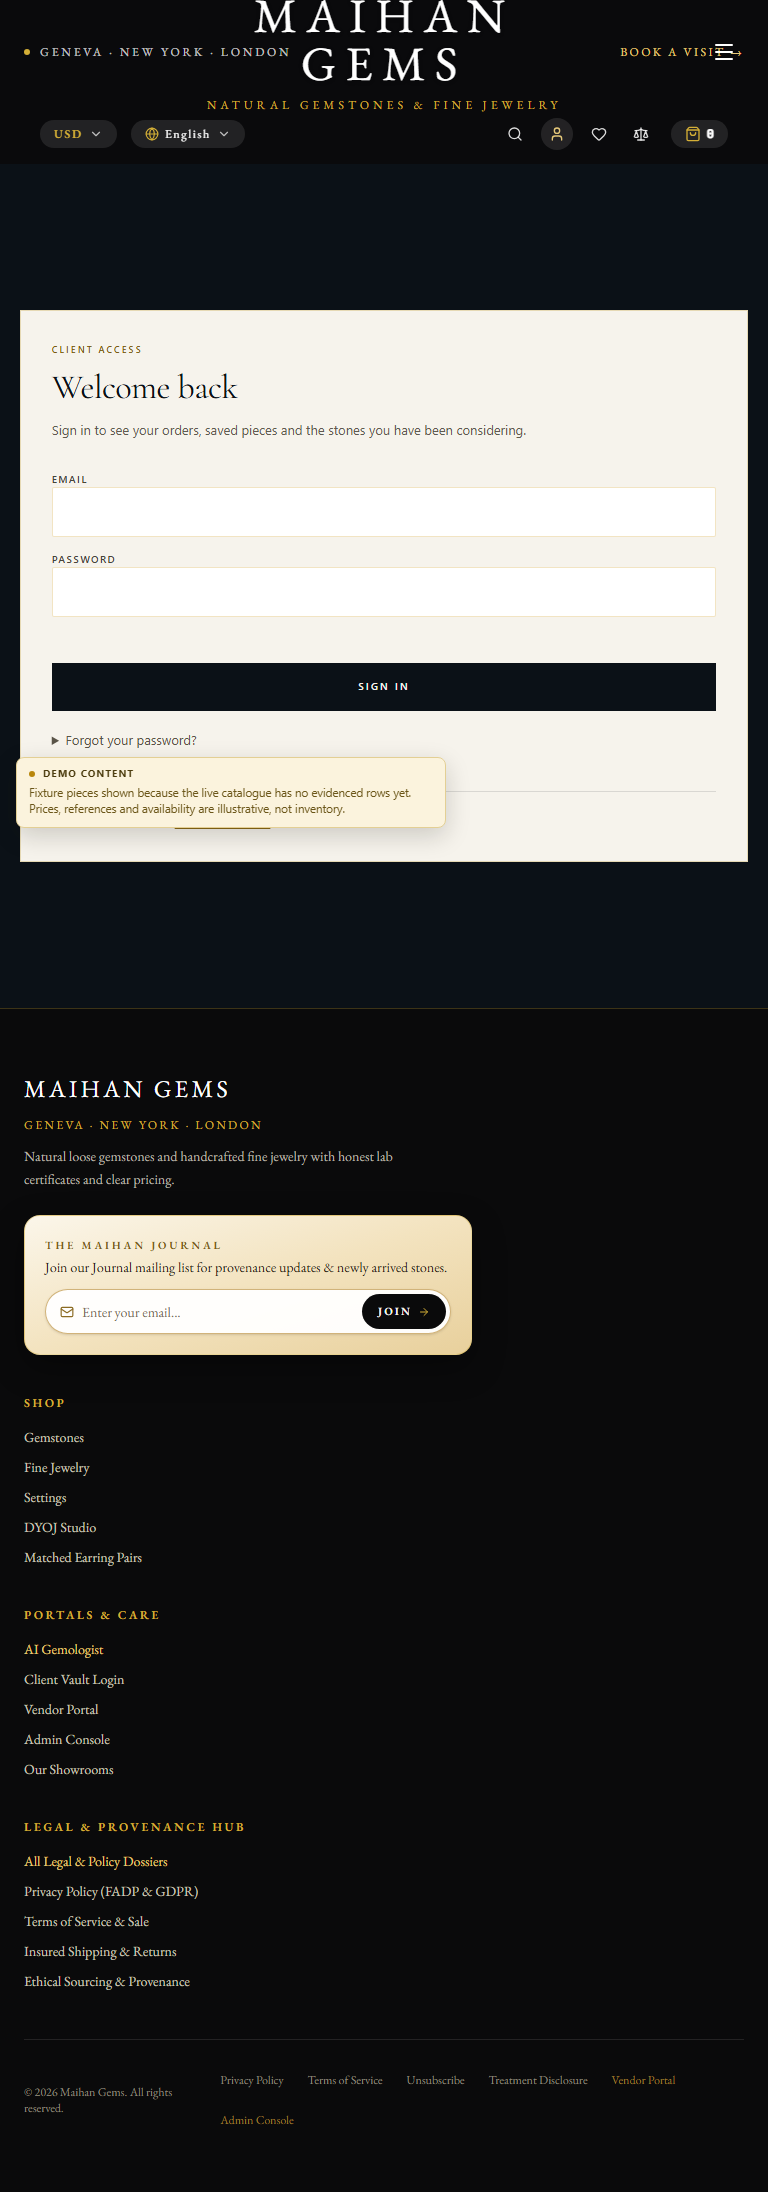 MAIHAN
GEMS
GENEVA · NEW YORK · LONDON
BOOK A VISIT →
NATURAL GEMSTONES & FINE JEWELRY
USD
English
0
CLIENT ACCESS
Welcome back
Sign in to see your orders, saved pieces and the stones you have been considering.
EMAIL
PASSWORD
SIGN IN
Forgot your password?
DEMO CONTENT
Fixture pieces shown because the live catalogue has no evidenced rows yet.
Prices, references and availability are illustrative, not inventory.
MAIHAN GEMS
GENEVA · NEW YORK · LONDON
Natural loose gemstones and handcrafted fine jewelry with honest lab
certificates and clear pricing.
THE MAIHAN JOURNAL
Join our Journal mailing list for provenance updates & newly arrived stones.
Enter your email...
JOIN →
SHOP
Gemstones
Fine Jewelry
Settings
DYOJ Studio
Matched Earring Pairs
PORTALS & CARE
AI Gemologist
Client Vault Login
Vendor Portal
Admin Console
Our Showrooms
LEGAL & PROVENANCE HUB
All Legal & Policy Dossiers
Privacy Policy (FADP & GDPR)
Terms of Service & Sale
Insured Shipping & Returns
Ethical Sourcing & Provenance
© 2026 Maihan Gems. All rights
reserved.
Privacy Policy
Terms of Service
Unsubscribe
Treatment Disclosure
Vendor Portal
Admin Console